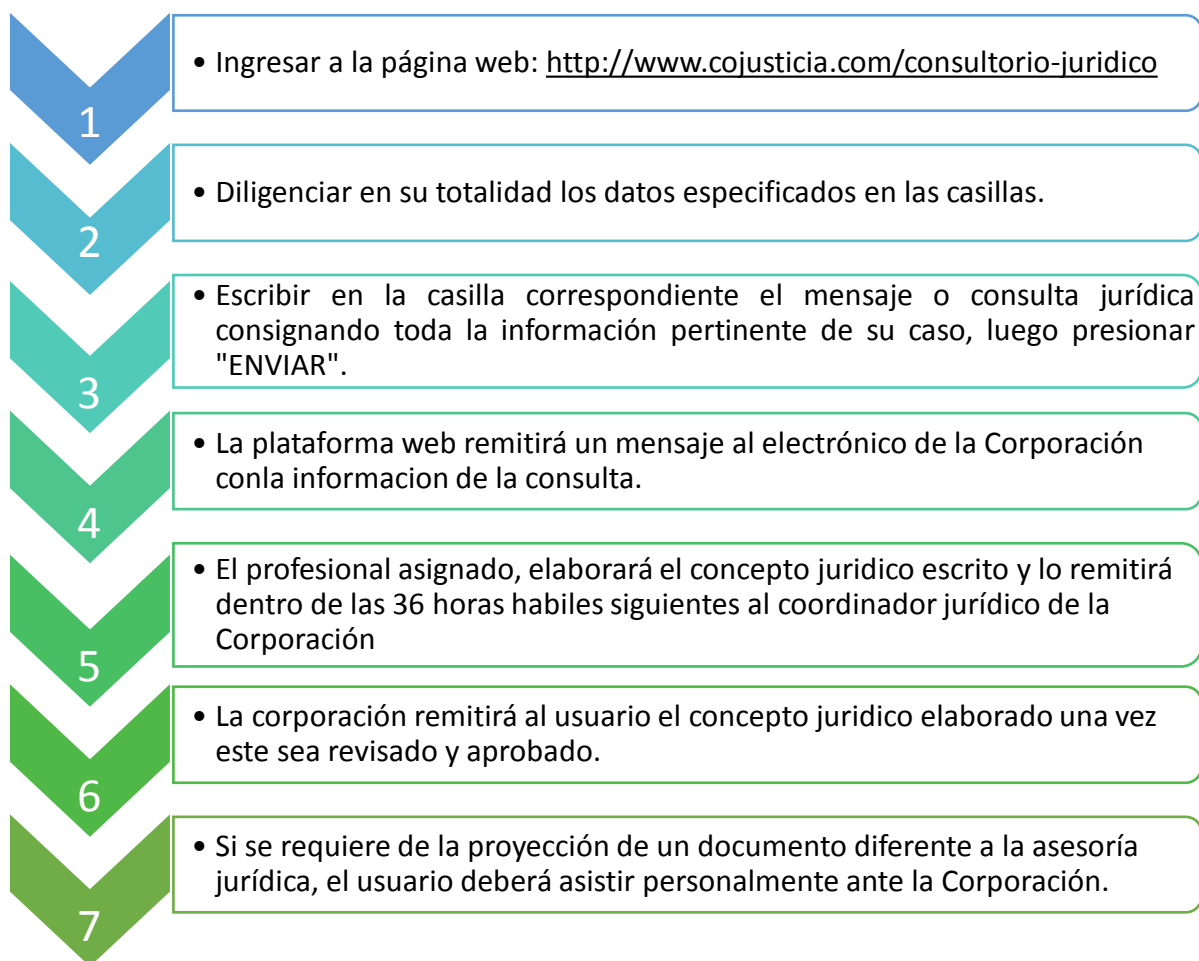 1
• Ingresar a la página web: http://www.cojusticia.com/consultorio-juridico
2
• Diligenciar en su totalidad los datos especificados en las casillas.
3
• Escribir en la casilla correspondiente el mensaje o consulta jurídica
consignando toda la información pertinente de su caso, luego presionar
"ENVIAR".
4
• La plataforma web remitirá un mensaje al electrónico de la Corporación
conla informacion de la consulta.
5
• El profesional asignado, elaborará el concepto juridico escrito y lo remitirá
dentro de las 36 horas habiles siguientes al coordinador jurídico de la
Corporación
6
• La corporación remitirá al usuario el concepto juridico elaborado una vez
este sea revisado y aprobado.
7
• Si se requiere de la proyección de un documento diferente a la asesoría
jurídica, el usuario deberá asistir personalmente ante la Corporación.